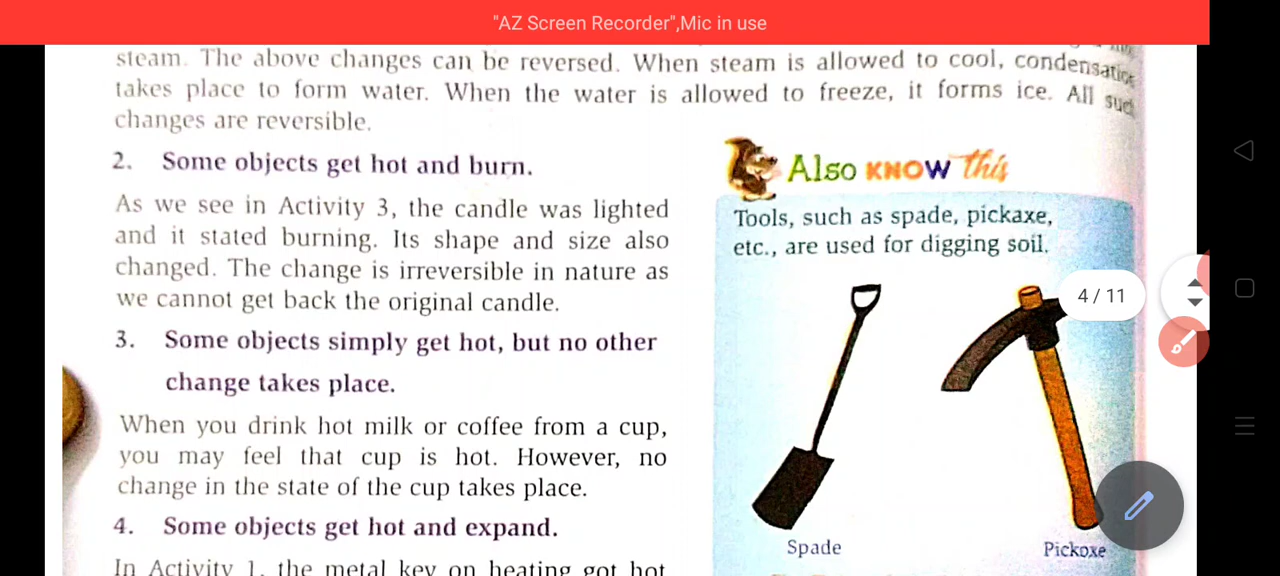 "AZ Screen Recorder",Mic in use
steam. The above changes can be reversed. When steam is allowed to cool, condensation
takes place to form water. When the water is allowed to freeze, it forms ice. All such
changes are reversible.
2. Some objects get hot and burn.
As we see in Activity 3, the candle was lighted
and it stated burning. Its shape and size also
changed. The change is irreversible in nature as
we cannot get back the original candle.
3. Some objects simply get hot, but no other
change takes place.
When you drink hot milk or coffee from a cup,
you may feel that cup is hot. However, no
change in the state of the cup takes place.
4. Some objects get hot and expand.
In Activity 1, the metal key on heating got hot
Also KNOW this
Tools, such as spade, pickaxe,
etc., are used for digging soil.
Spade
Pickoxe
4 / 11